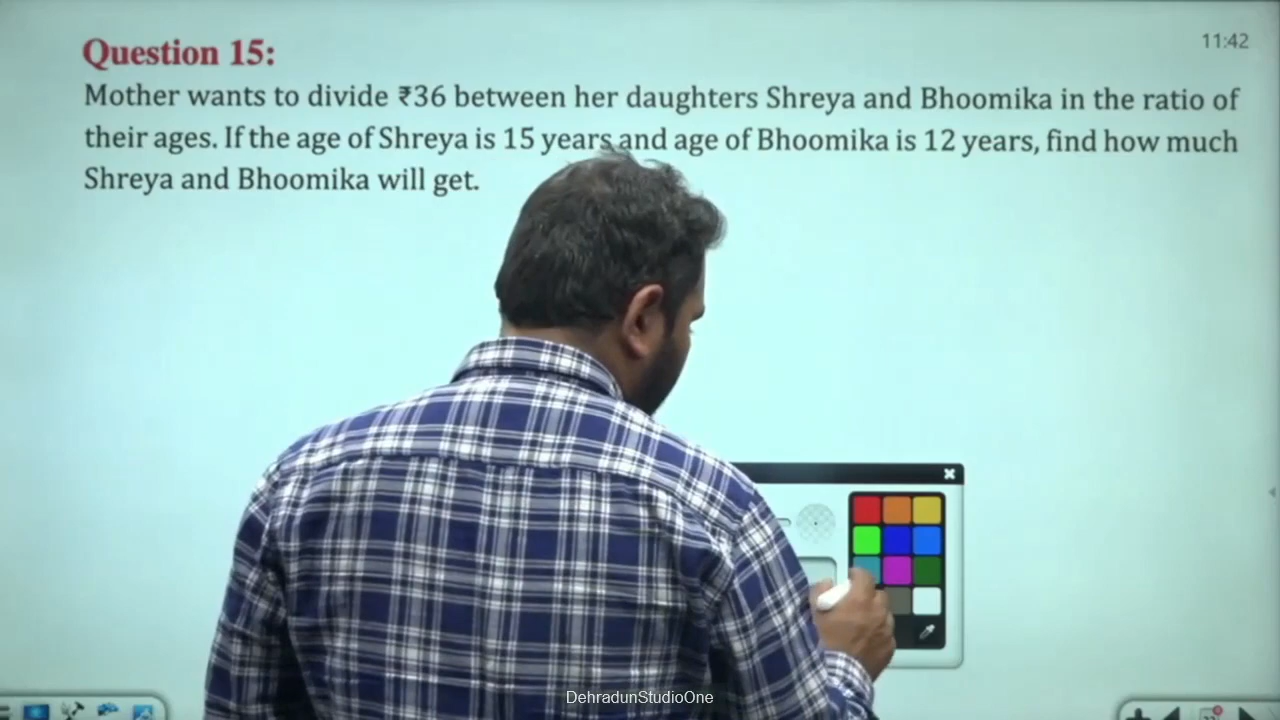 11:42
Question 15:
Mother wants to divide ₹36 between her daughters Shreya and Bhoomika in the ratio of
their ages. If the age of Shreya is 15 years and age of Bhoomika is 12 years, find how much
Shreya and Bhoomika will get.
DehradunStudioOne